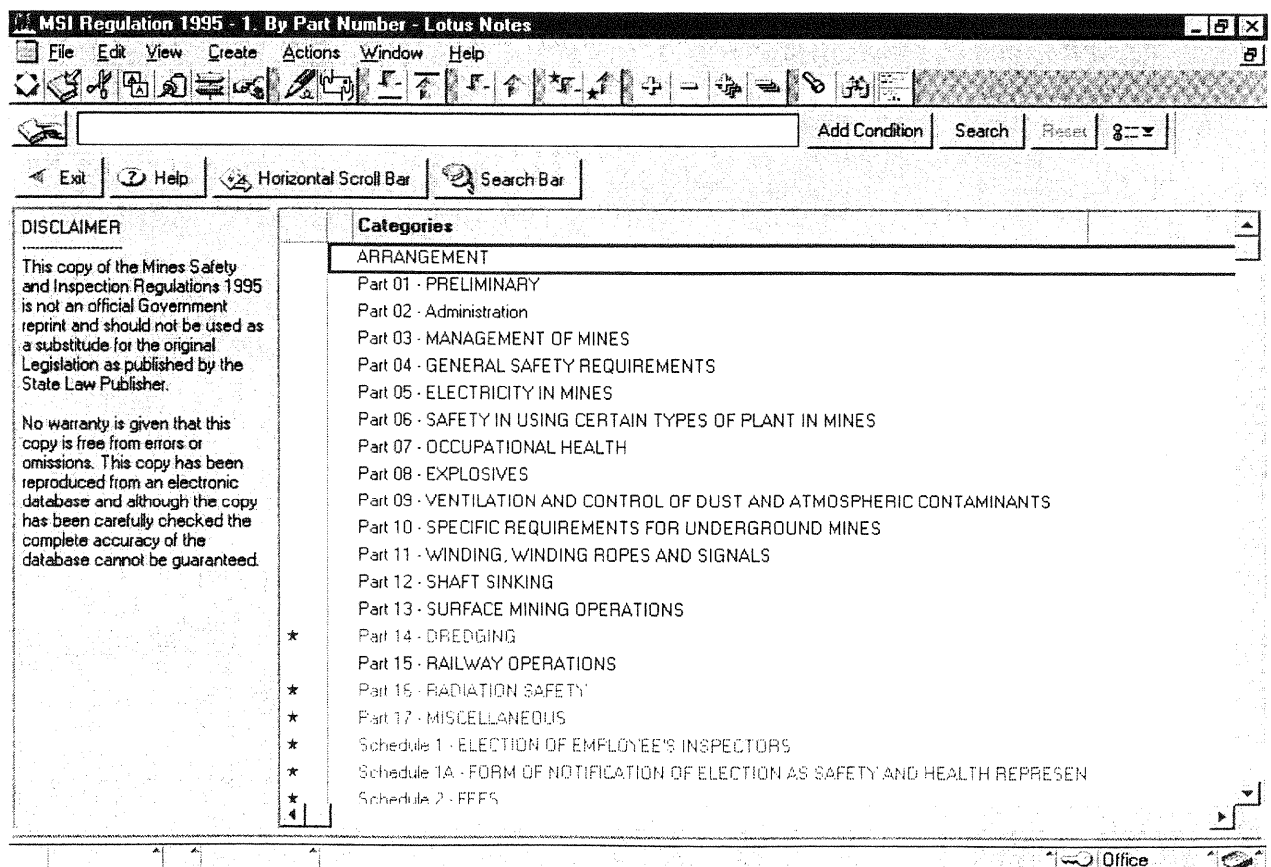 MSI Regulation 1995 - 1. By Part Number - Lotus Notes
File Edit View Create Actions Window Help
Add Condition Search Reset
Exit Help Horizontal Scroll Bar Search Bar
DISCLAIMER
This copy of the Mines Safety
and Inspection Regulations 1995
is not an official Government
reprint and should not be used as
a substitute for the original
Legislation as published by the
State Law Publisher.
No warranty is given that this
copy is free from errors or
omissions. This copy has been
reproduced from an electronic
database and although the copy
has been carefully checked the
complete accuracy of the
database cannot be guaranteed.
Categories
ARRANGEMENT
Part 01 - PRELIMINARY
Part 02 - Administration
Part 03 - MANAGEMENT OF MINES
Part 04 - GENERAL SAFETY REQUIREMENTS
Part 05 - ELECTRICITY IN MINES
Part 06 - SAFETY IN USING CERTAIN TYPES OF PLANT IN MINES
Part 07 - OCCUPATIONAL HEALTH
Part 08 - EXPLOSIVES
Part 09 - VENTILATION AND CONTROL OF DUST AND ATMOSPHERIC CONTAMINANTS
Part 10 - SPECIFIC REQUIREMENTS FOR UNDERGROUND MINES
Part 11 - WINDING, WINDING ROPES AND SIGNALS
Part 12 - SHAFT SINKING
Part 13 - SURFACE MINING OPERATIONS
Part 14 - DREDGING
Part 15 - RAILWAY OPERATIONS
Part 16 - RADIATION SAFETY
Part 17 - MISCELLANEOUS
Schedule 1 - ELECTION OF EMPLOYEE'S INSPECTORS
Schedule 1A - FORM OF NOTIFICATION OF ELECTION AS SAFETY AND HEALTH REPRESEN
Schedule 2 - FEES
Office